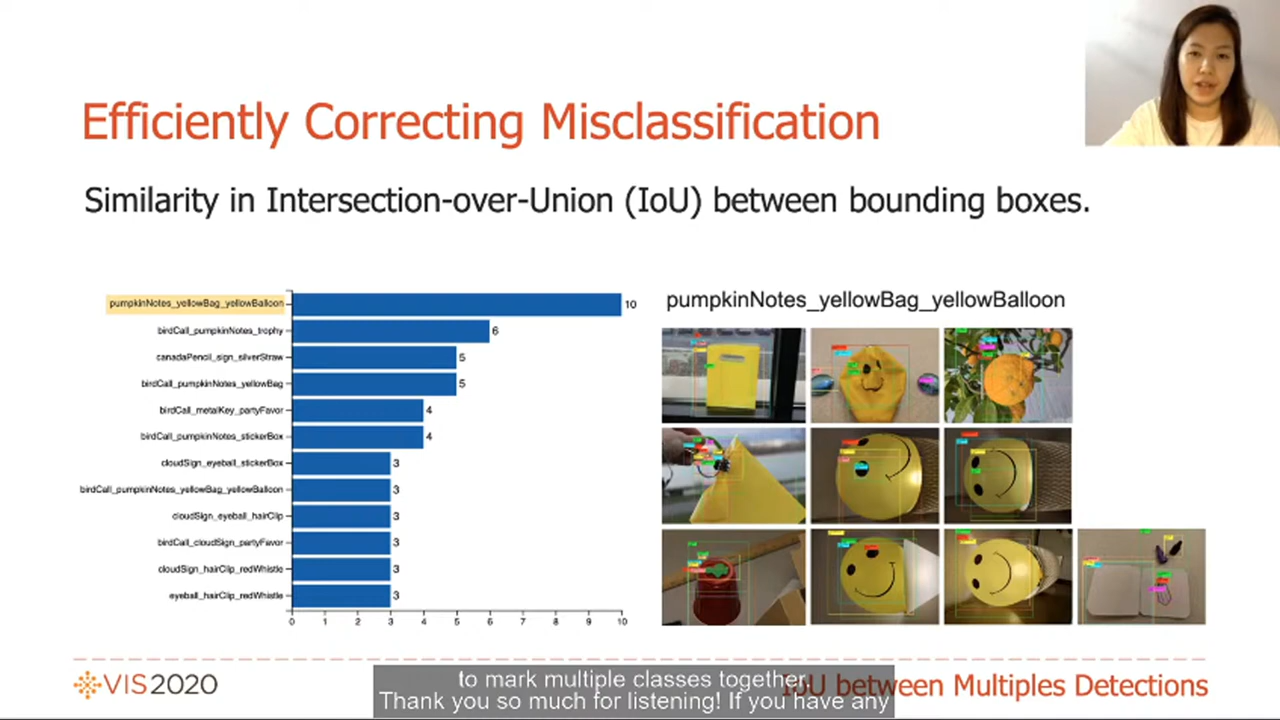 Efficiently Correcting Misclassification
Similarity in Intersection-over-Union (IoU) between bounding boxes.
pumpkinNotes_yellowBag_yellowBalloon 10
birdCall_pumpkinNotes_trophy 6
canadaPencil_sign_silverStraw 5
birdCall_pumpkinNotes_yellowBag 5
birdCall_metalKey_partyFavor 4
birdCall_pumpkinNotes_stickerBox 4
cloudSign_eyeball_stickerBox 3
birdCall_pumpkinNotes_yellowBag_yellowBalloon 3
cloudSign_eyeball_hairClip 3
birdCall_cloudSign_partyFavor 3
cloudSign_hairClip_redWhistle 3
eyeball_hairClip_redWhistle 3
0 1 2 3 4 5 6 7 8 9 10
pumpkinNotes_yellowBag_yellowBalloon
VIS2020
IoU between Multiples Detections
to mark multiple classes together.
Thank you so much for listening! If you have any